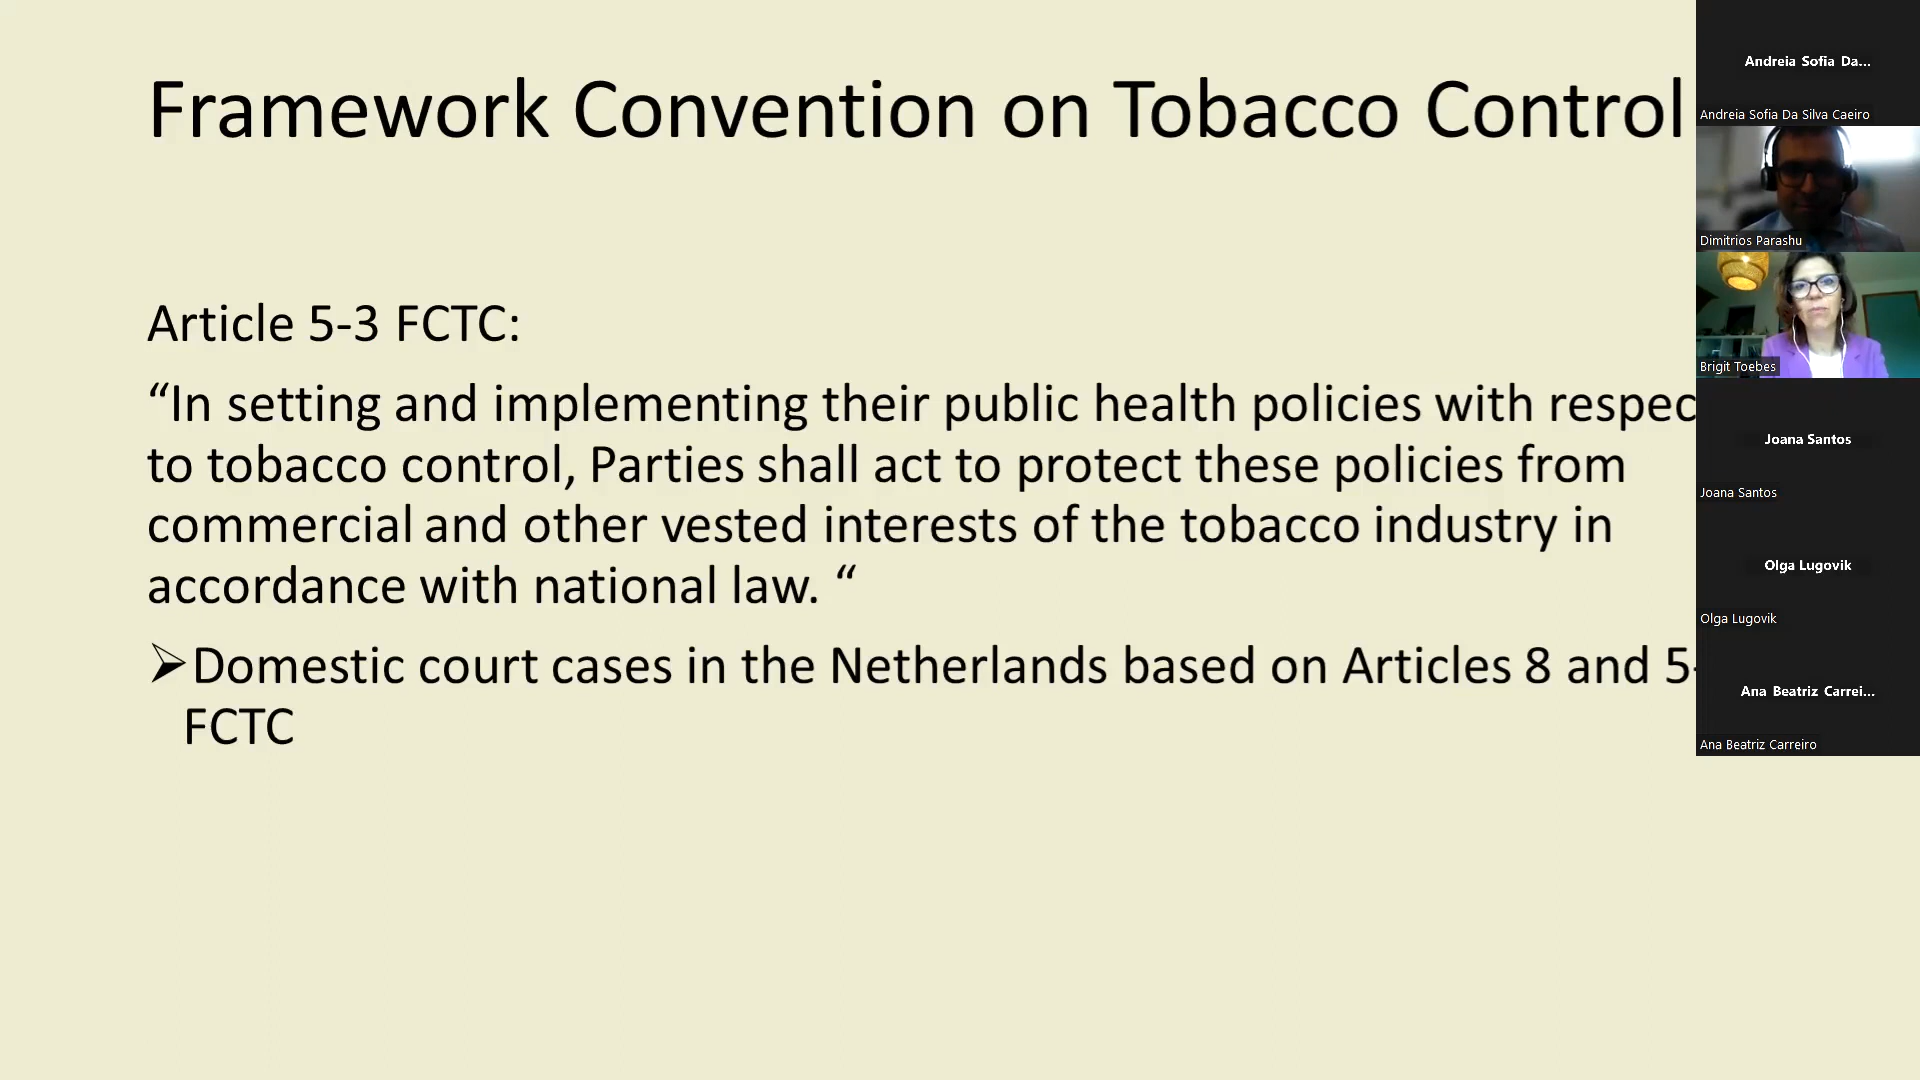 Framework Convention on Tobacco Control
Article 5-3 FCTC:
“In setting and implementing their public health policies with respec
to tobacco control, Parties shall act to protect these policies from
commercial and other vested interests of the tobacco industry in
accordance with national law. “
➢Domestic court cases in the Netherlands based on Articles 8 and 5-
FCTC
Andreia Sofia Da...
Andreia Sofia Da Silva Caeiro
Dimitrios Parashu
Brigit Toebes
Joana Santos
Joana Santos
Olga Lugovik
Olga Lugovik
Ana Beatriz Carrei...
Ana Beatriz Carreiro